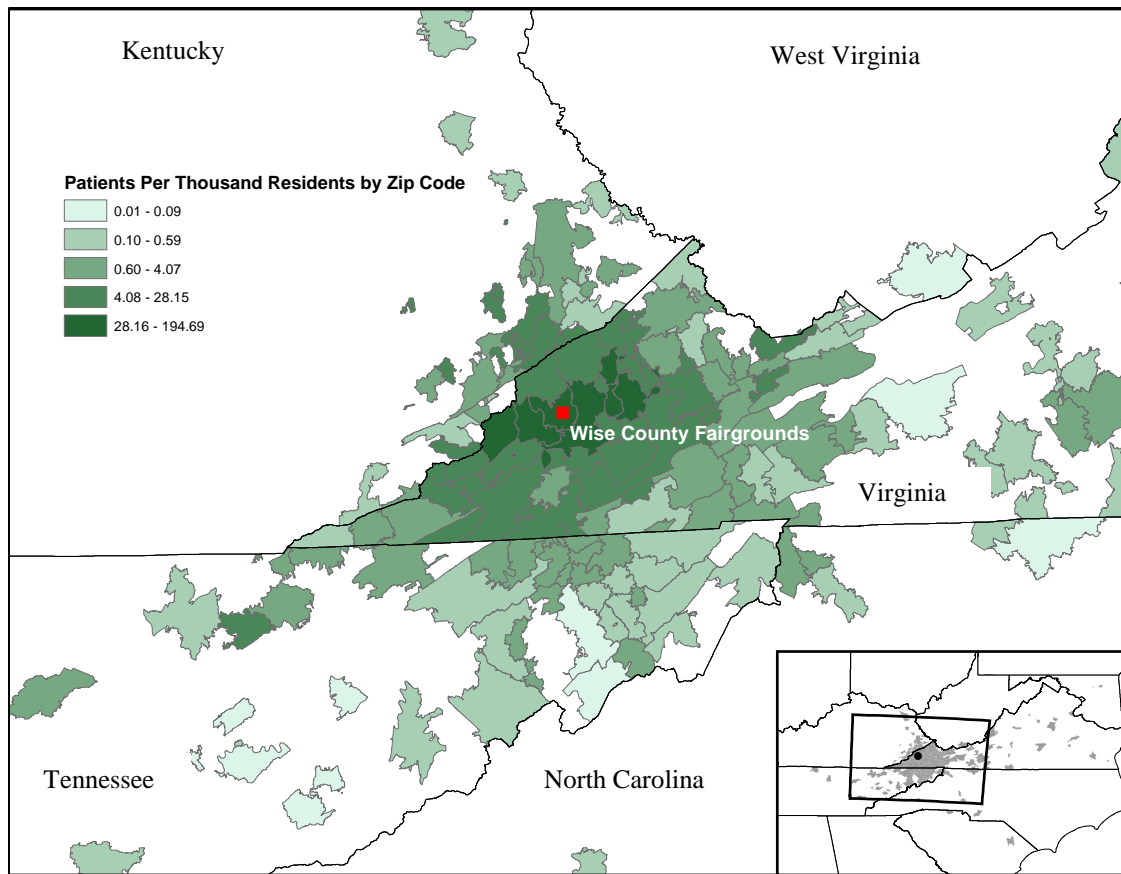 Kentucky
West Virginia
Patients Per Thousand Residents by Zip Code
0.01 - 0.09
0.10 - 0.59
0.60 - 4.07
4.08 - 28.15
28.16 - 194.69
Wise County Fairgrounds
Virginia
Tennessee
North Carolina